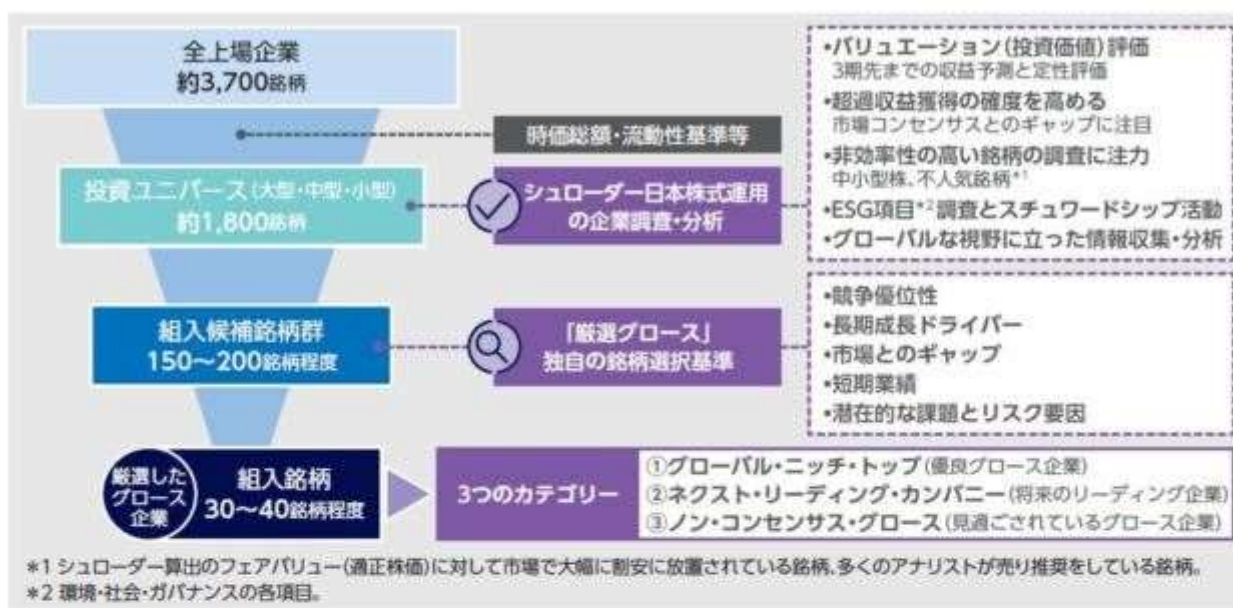 全上場企業
約3,700銘柄
時価総額・流動性基準等
投資ユニバース(大型・中型・小型)
約1,800銘柄
シュローダー日本株式運用
の企業調査・分析
•バリュエーション(投資価値)評価
3期先までの収益予測と定性評価
•超過収益獲得の確度を高める
市場コンセンサスとのギャップに注目
•非効率性の高い銘柄の調査に注力
中小型株、不人気銘柄*1
•ESG項目*2調査とスチュワードシップ活動
•グローバルな視野に立った情報収集・分析
組入候補銘柄群
150〜200銘柄程度
「厳選グロース」
独自の銘柄選択基準
•競争優位性
•長期成長ドライバー
•市場とのギャップ
•短期業績
•潜在的な課題とリスク要因
厳選した
グロース
企業
組入銘柄
30〜40銘柄程度
3つのカテゴリー
①グローバル・ニッチ・トップ(優良グロース企業)
②ネクスト・リーディング・カンパニー(将来のリーディング企業)
③ノン・コンセンサス・グロース(見過ごされているグロース企業)
*1 シュローダー算出のフェアバリュー(適正株価)に対して市場で大幅に割安に放置されている銘柄、多くのアナリストが売り推奨をしている銘柄。
*2 環境・社会・ガバナンスの各項目。